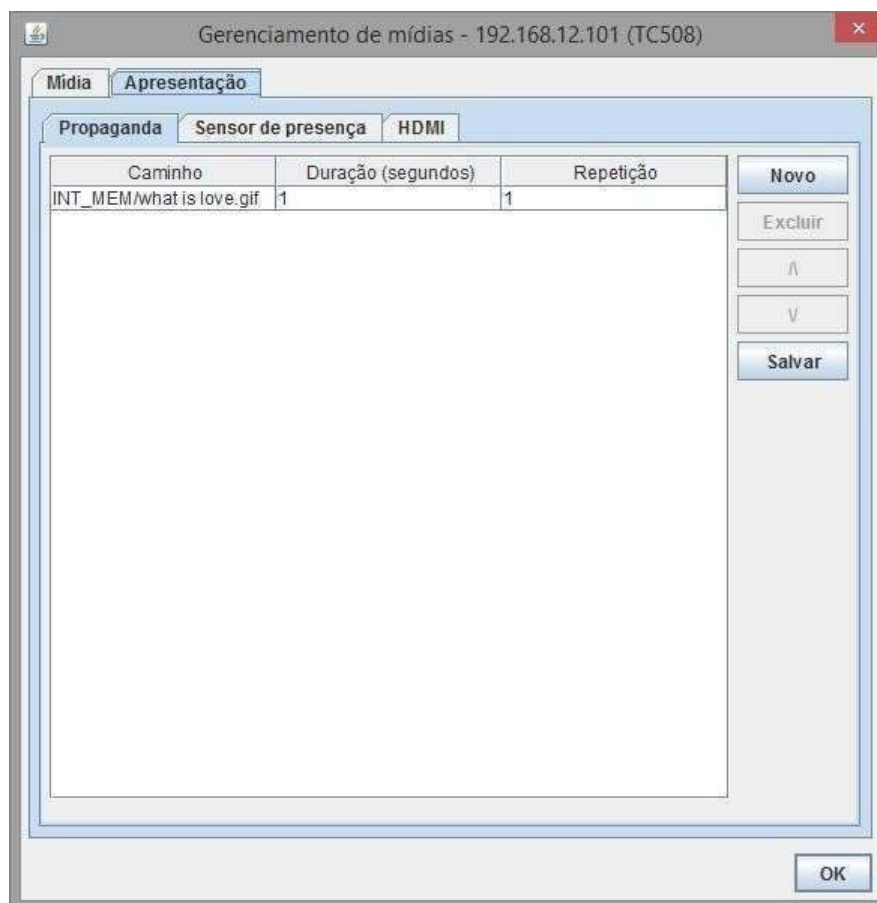 Gerenciamento de mídias - 192.168.12.101 (TC508)
Mídia Apresentação
Propaganda Sensor de presença HDMI
Caminho Duração (segundos) Repetição
INT_MEM/what is love.gif 1 1
Novo
Excluir
/\
\/
Salvar
OK